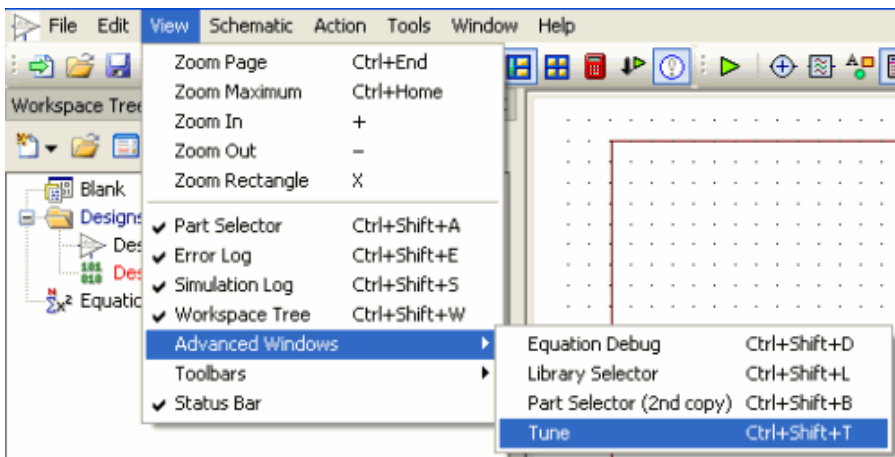 File Edit View Schematic Action Tools Window Help
Zoom Page Ctrl+End
Zoom Maximum Ctrl+Home
Zoom In +
Zoom Out –
Zoom Rectangle X
Part Selector Ctrl+Shift+A
Error Log Ctrl+Shift+E
Simulation Log Ctrl+Shift+S
Workspace Tree Ctrl+Shift+W
Advanced Windows
Toolbars
Status Bar
Equation Debug Ctrl+Shift+D
Library Selector Ctrl+Shift+L
Part Selector (2nd copy) Ctrl+Shift+B
Tune Ctrl+Shift+T
Workspace Tree
Blank
Designs
Des
Des
Equatio